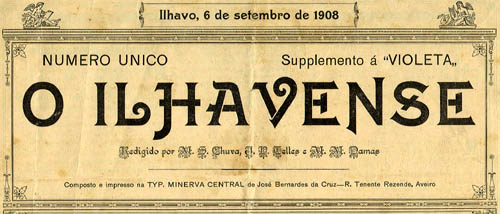 Ilhavo, 6 de setembro de 1908
NUMERO UNICO Supplemento á "VIOLETA„
O ILHAVENSE
Redigido por M. S. Chuva, J. P. Telles e M. M. Damas
Composto e impresso na TYP. MINERVA CENTRAL de José Bernardes da Cruz—R. Tenente Rezende, Aveiro